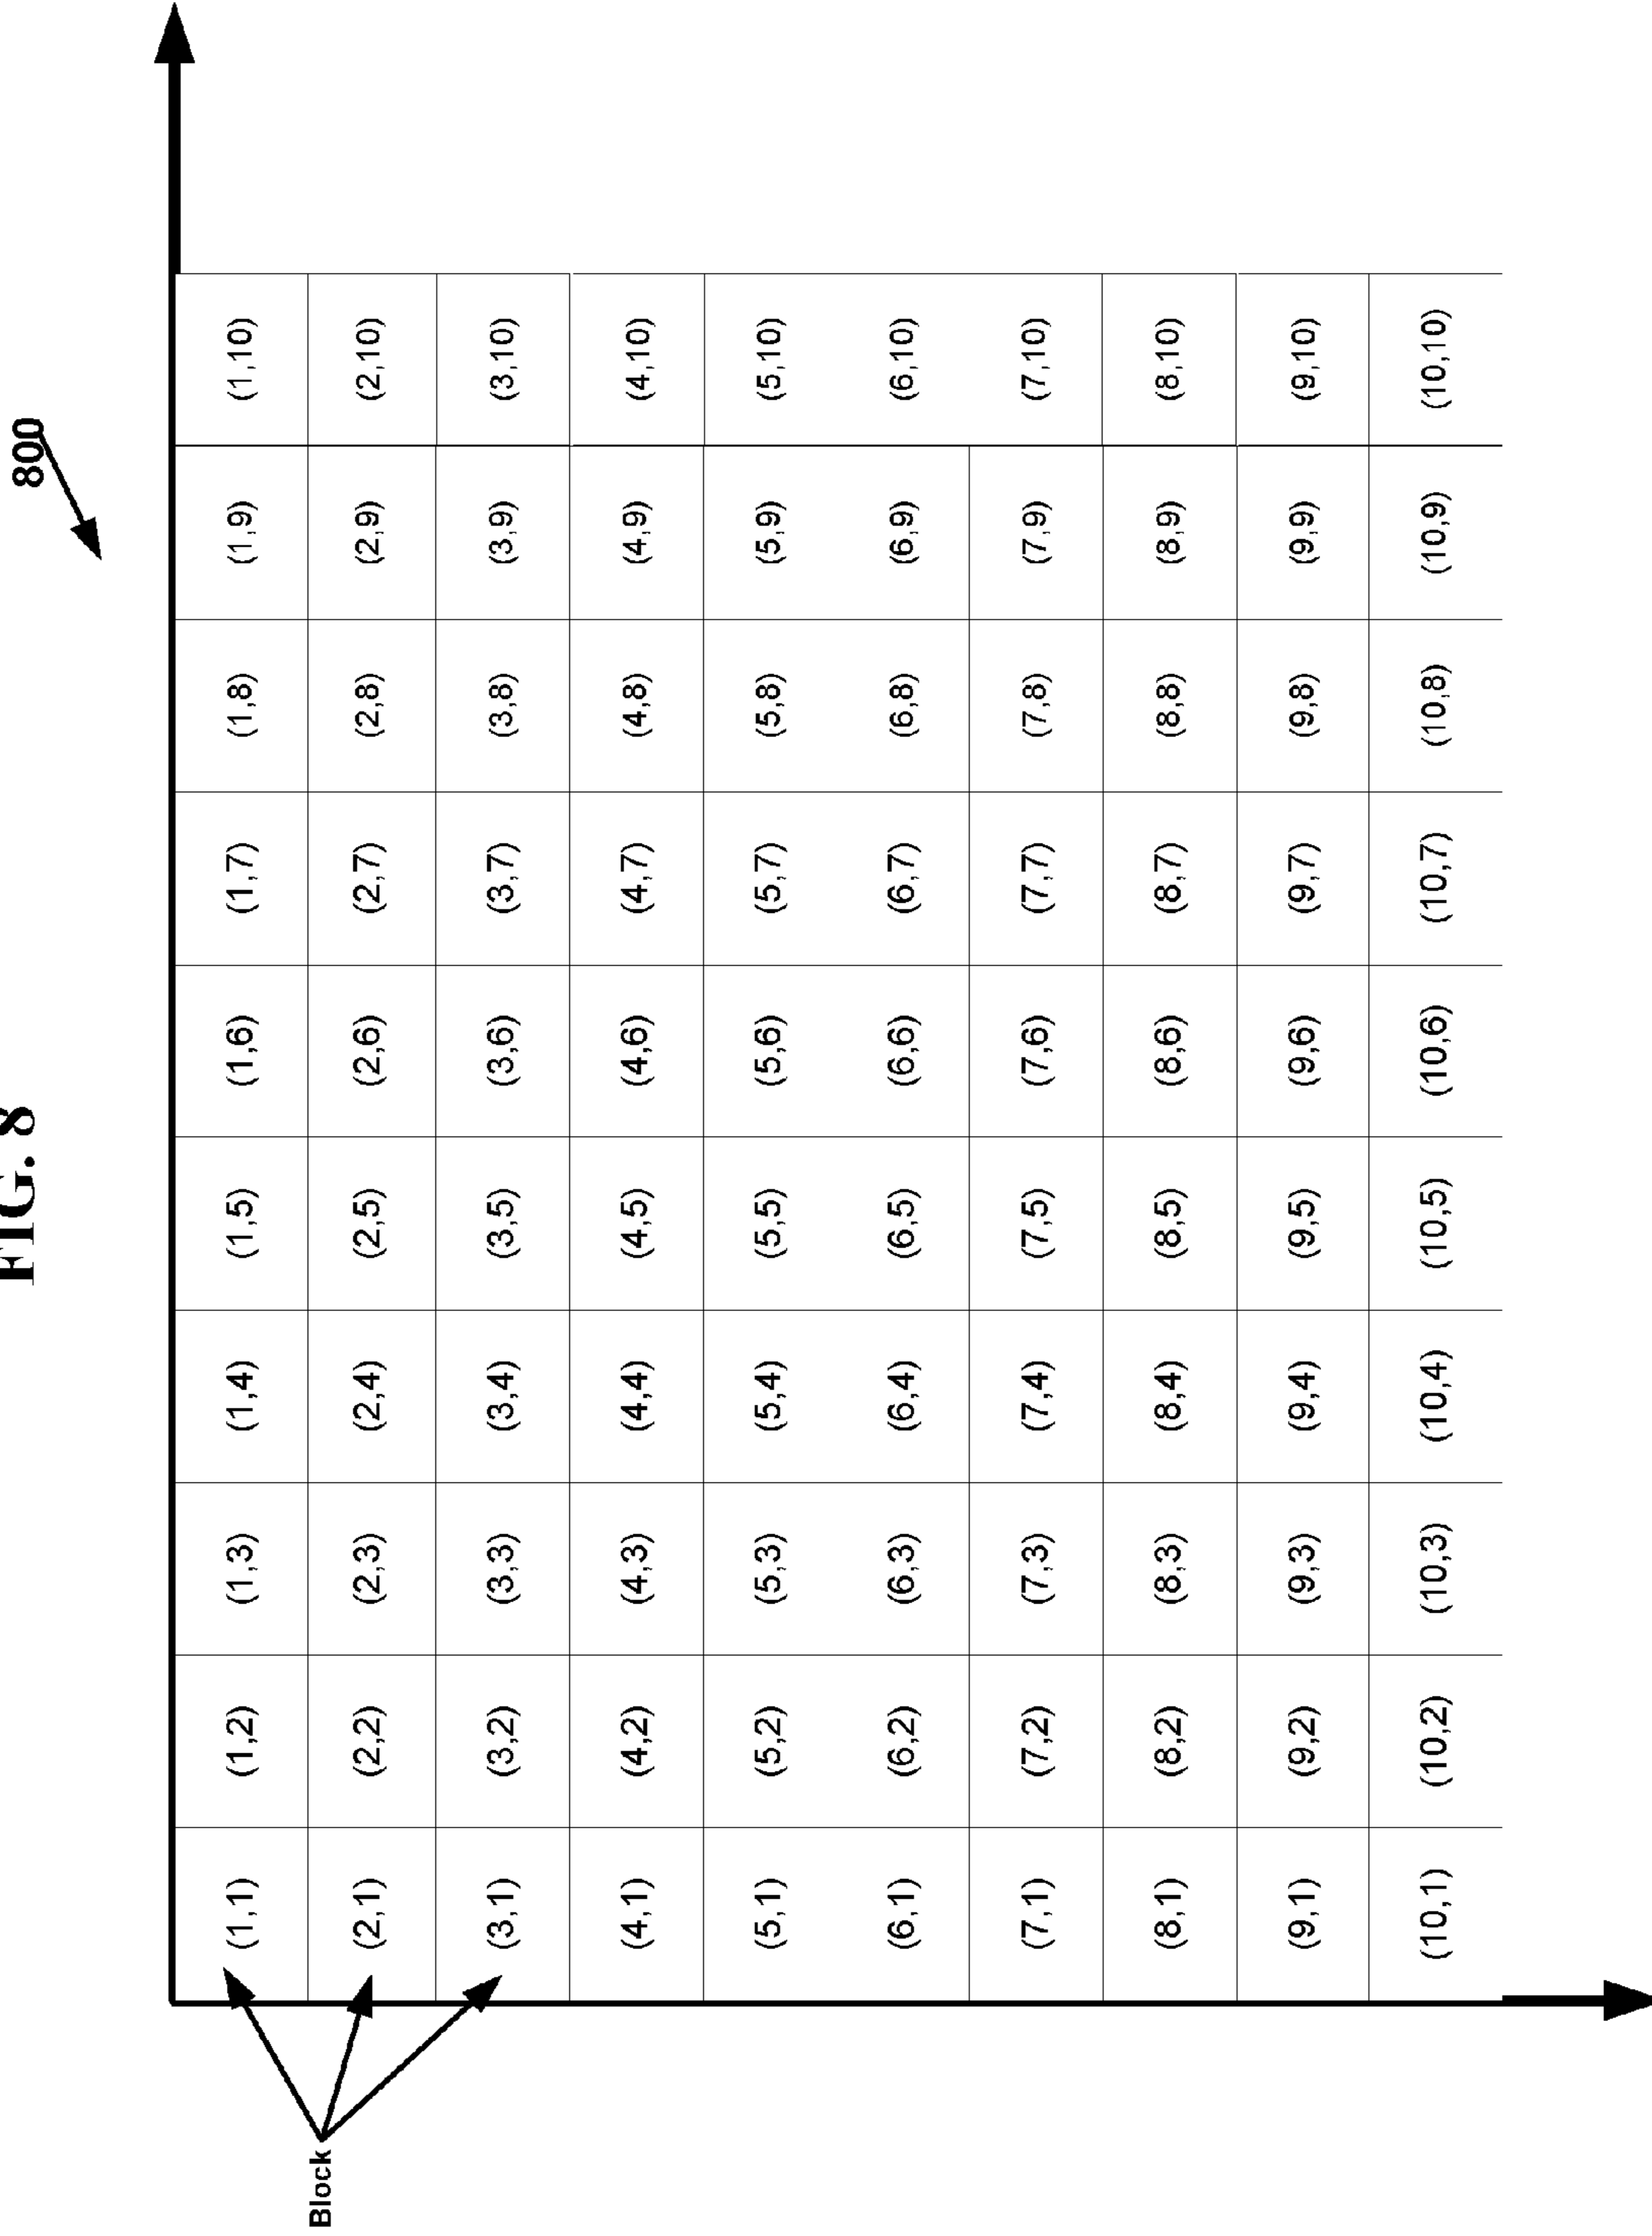 FIG. 8
800
(1,1) (1,2) (1,3) (1,4) (1,5) (1,6) (1,7) (1,8) (1,9) (1,10)
Block
(2,1) (2,2) (2,3) (2,4) (2,5) (2,6) (2,7) (2,8) (2,9) (2,10)
(3,1) (3,2) (3,3) (3,4) (3,5) (3,6) (3,7) (3,8) (3,9) (3,10)
(4,1) (4,2) (4,3) (4,4) (4,5) (4,6) (4,7) (4,8) (4,9) (4,10)
(5,1) (5,2) (5,3) (5,4) (5,5) (5,6) (5,7) (5,8) (5,9) (5,10)
(6,1) (6,2) (6,3) (6,4) (6,5) (6,6) (6,7) (6,8) (6,9) (6,10)
(7,1) (7,2) (7,3) (7,4) (7,5) (7,6) (7,7) (7,8) (7,9) (7,10)
(8,1) (8,2) (8,3) (8,4) (8,5) (8,6) (8,7) (8,8) (8,9) (8,10)
(9,1) (9,2) (9,3) (9,4) (9,5) (9,6) (9,7) (9,8) (9,9) (9,10)
(10,1) (10,2) (10,3) (10,4) (10,5) (10,6) (10,7) (10,8) (10,9) (10,10)